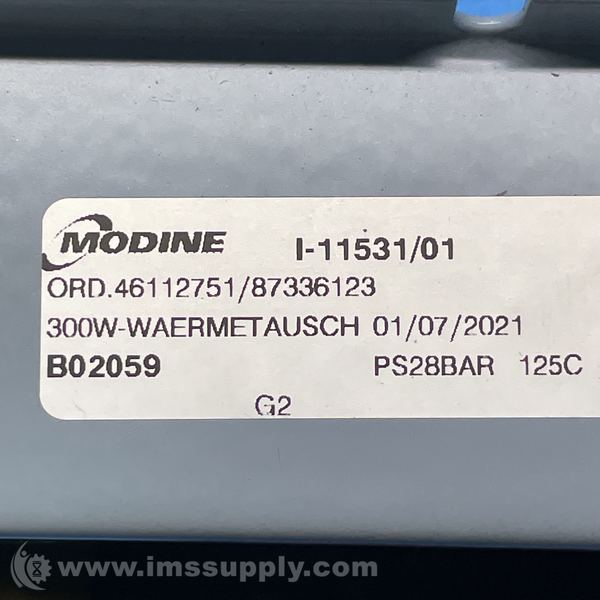 MODINE I-11531/01
ORD.46112751/87336123
300W-WAERMETAUSCH 01/07/2021
B02059 PS28BAR 125C
G2
www.imssupply.com